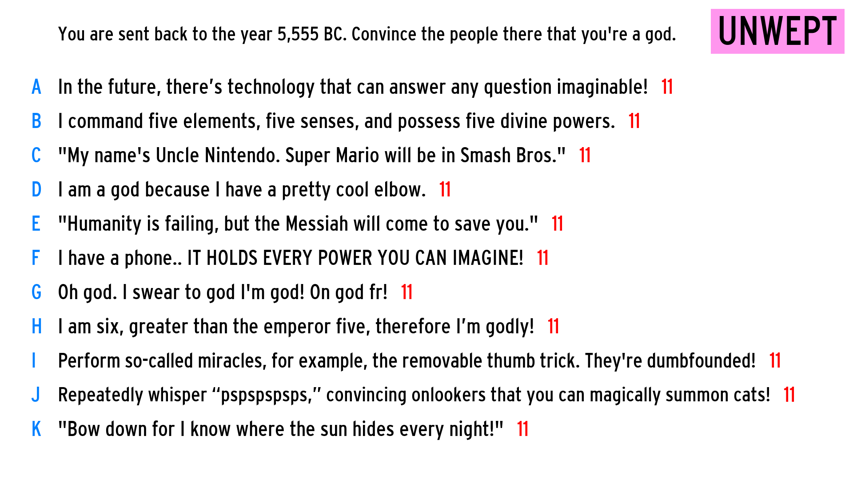 You are sent back to the year 5,555 BC. Convince the people there that you're a god.
UNWEPT
A In the future, there’s technology that can answer any question imaginable! 11
B I command five elements, five senses, and possess five divine powers. 11
C "My name's Uncle Nintendo. Super Mario will be in Smash Bros." 11
D I am a god because I have a pretty cool elbow. 11
E "Humanity is failing, but the Messiah will come to save you." 11
F I have a phone.. IT HOLDS EVERY POWER YOU CAN IMAGINE! 11
G Oh god. I swear to god I'm god! On god fr! 11
H I am six, greater than the emperor five, therefore I’m godly! 11
I Perform so-called miracles, for example, the removable thumb trick. They're dumbfounded! 11
J Repeatedly whisper “pspspspsps,” convincing onlookers that you can magically summon cats! 11
K "Bow down for I know where the sun hides every night!" 11